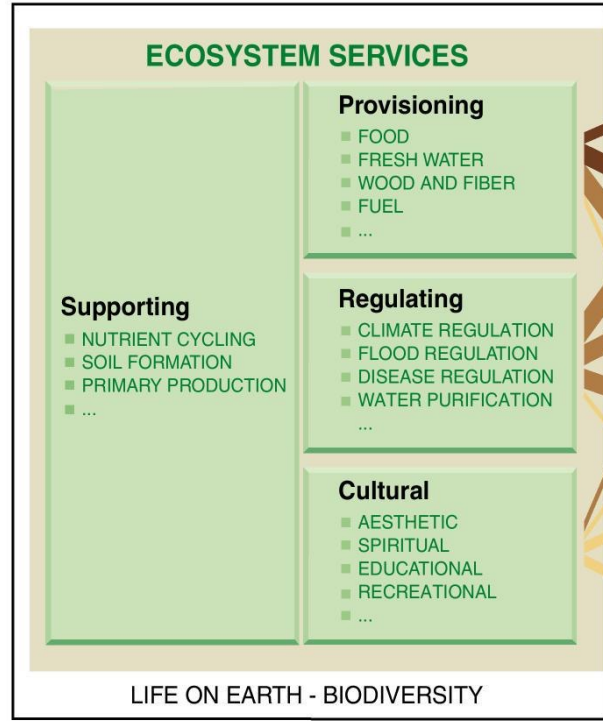 ECOSYSTEM SERVICES
Supporting
NUTRIENT CYCLING
SOIL FORMATION
PRIMARY PRODUCTION
...
Provisioning
FOOD
FRESH WATER
WOOD AND FIBER
FUEL
...
Regulating
CLIMATE REGULATION
FLOOD REGULATION
DISEASE REGULATION
WATER PURIFICATION
...
Cultural
AESTHETIC
SPIRITUAL
EDUCATIONAL
RECREATIONAL
...
LIFE ON EARTH - BIODIVERSITY